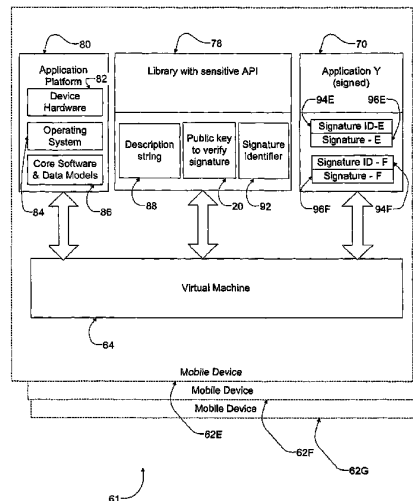 80
78
70
Application
Platform
82
Device
Hardware
Operating
System
Core Software
& Data Models
84
86
Library with sensitive API
Description
string
Public key
to verify
signature
Signature
Identifier
88
20
92
Application Y
(signed)
94E
96E
Signature ID-E
Signature - E
Signature ID - F
Signature - F
96F
94F
Virtual Machine
64
Mobile Device
Mobile Device
Mobile Device
62E
62F
62G
61